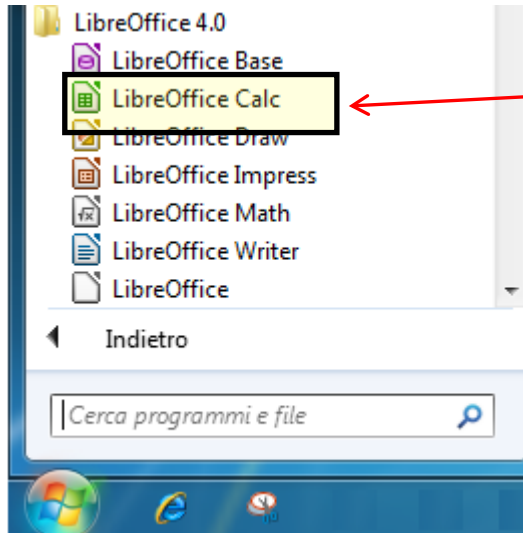 LibreOffice 4.0
LibreOffice Base
LibreOffice Calc
LibreOffice Draw
LibreOffice Impress
LibreOffice Math
LibreOffice Writer
LibreOffice
Indietro
Cerca programmi e file